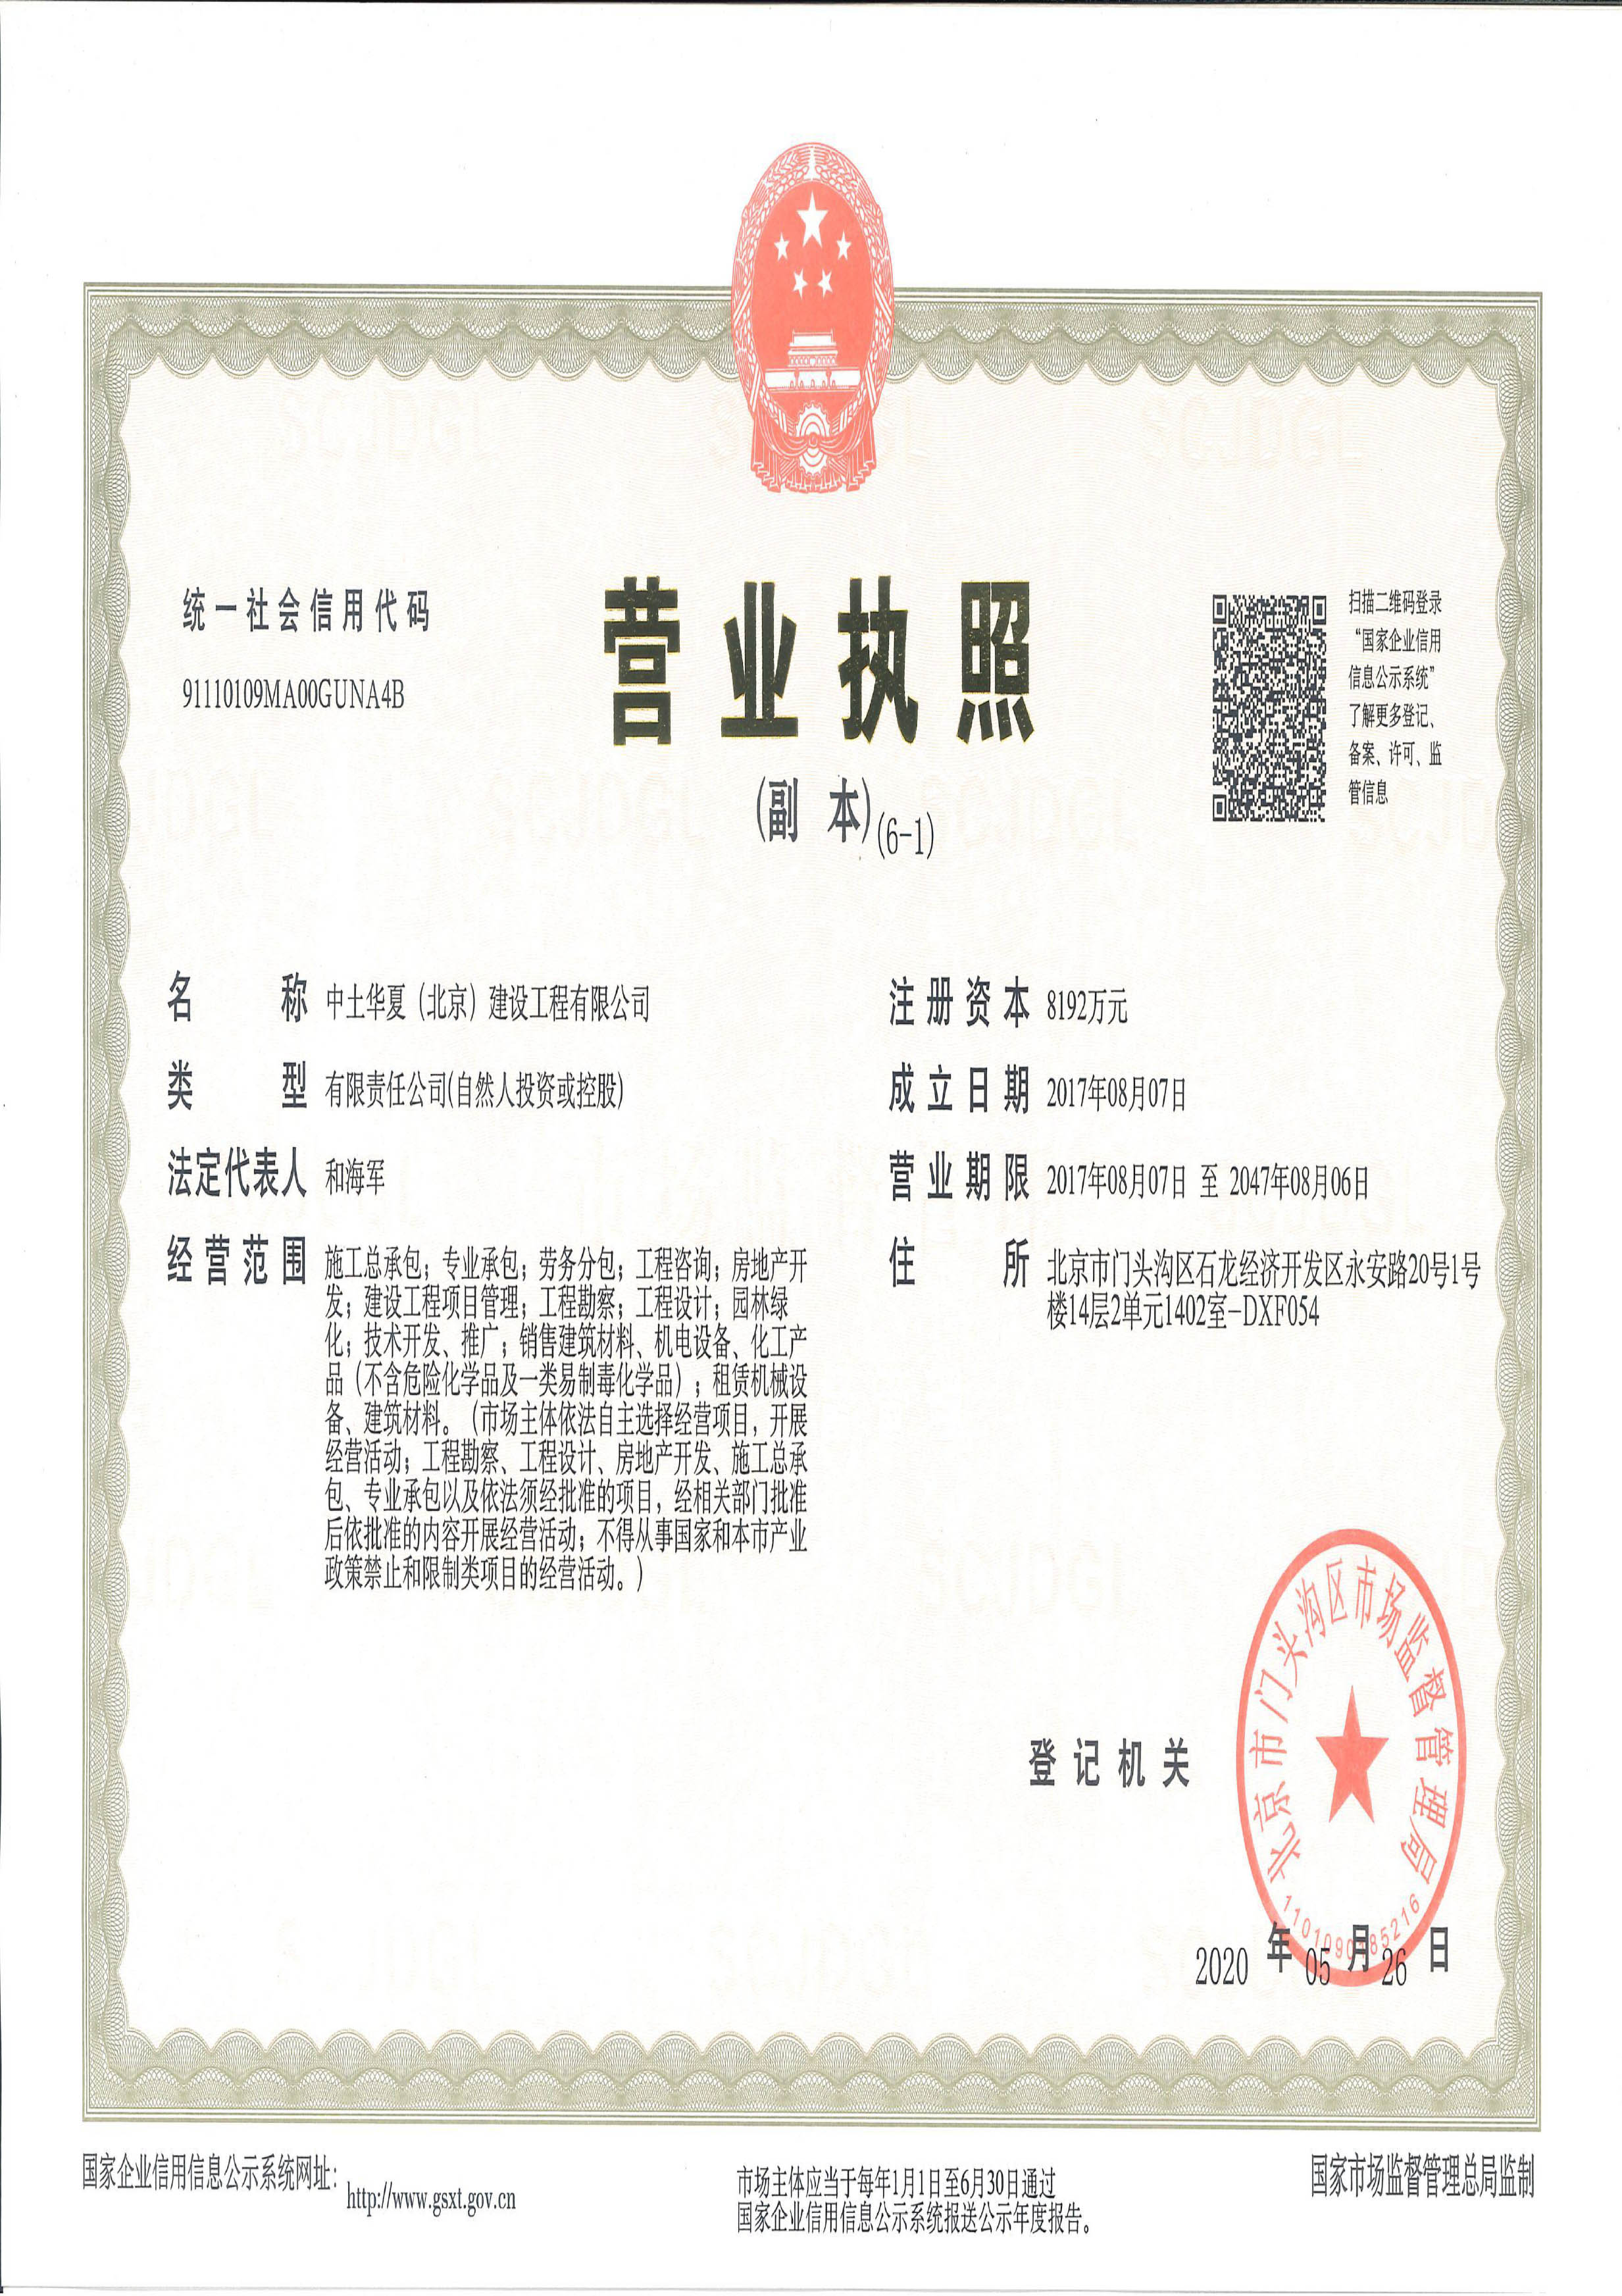 统一社会信用代码
91110109MA00GUNA4B
营业执照
(副 本)(6-1)
扫描二维码登录
“国家企业信用
信息公示系统”
了解更多登记、
备案、许可、监
管信息
名 称 中土华夏（北京）建设工程有限公司
类 型 有限责任公司(自然人投资或控股)
法定代表人 和海军
经营范围 施工总承包；专业承包；劳务分包；工程咨询；房地产开
发；建设工程项目管理；工程勘察；工程设计；园林绿
化；技术开发、推广；销售建筑材料、机电设备、化工产
品（不含危险化学品及一类易制毒化学品）；租赁机械设
备、建筑材料。（市场主体依法自主选择经营项目，开展
经营活动；工程勘察、工程设计、房地产开发、施工总承
包、专业承包以及依法须经批准的项目，经相关部门批准
后依批准的内容开展经营活动；不得从事国家和本市产业
政策禁止和限制类项目的经营活动。）
注册资本 8192万元
成立日期 2017年08月07日
营业期限 2017年08月07日 至 2047年08月06日
住 所 北京市门头沟区石龙经济开发区永安路20号1号
楼14层2单元1402室-DXF054
登记机关
北京市门头沟区市场监督管理局
2020 年 05 月 26 日
国家企业信用信息公示系统网址：http://www.gsxt.gov.cn
市场主体应当于每年1月1日至6月30日通过
国家企业信用信息公示系统报送公示年度报告。
国家市场监督管理总局监制